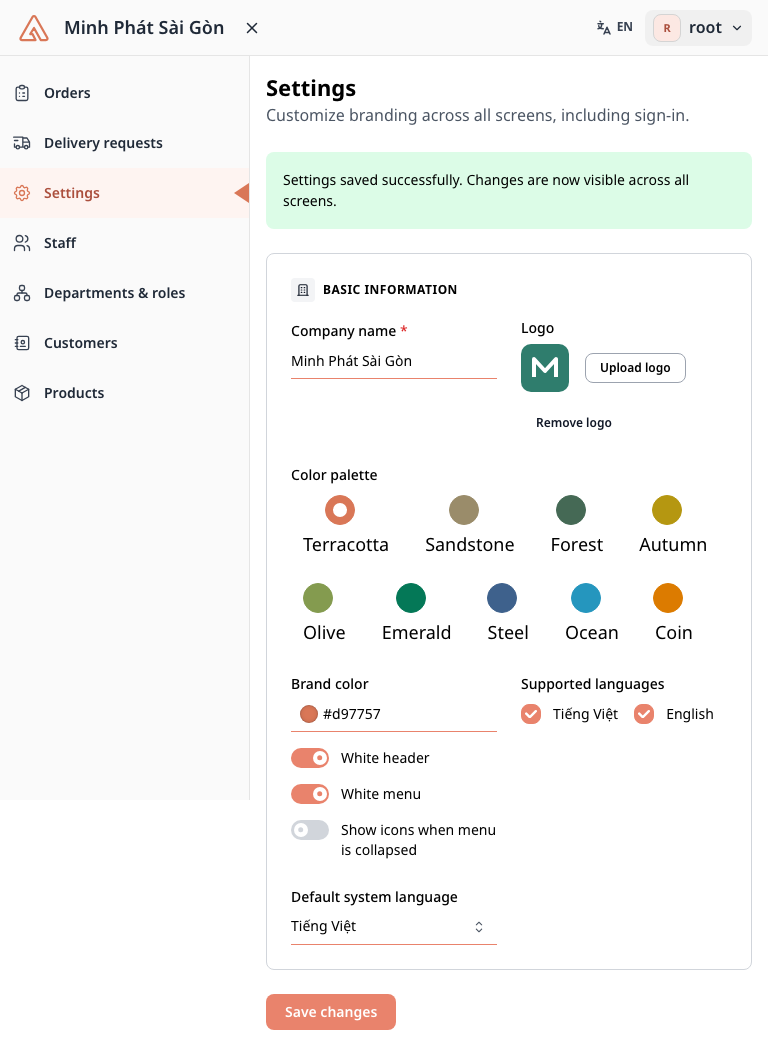 Minh Phát Sài Gòn
EN
R
root
Orders
Delivery requests
Settings
Staff
Departments & roles
Customers
Products
Settings
Customize branding across all screens, including sign-in.
Settings saved successfully. Changes are now visible across all
screens.
BASIC INFORMATION
Company name *
Minh Phát Sài Gòn
Logo
M
Upload logo
Remove logo
Color palette
Terracotta
Sandstone
Forest
Autumn
Olive
Emerald
Steel
Ocean
Coin
Brand color
#d97757
Supported languages
Tiếng Việt
English
White header
White menu
Show icons when menu
is collapsed
Default system language
Tiếng Việt
Save changes